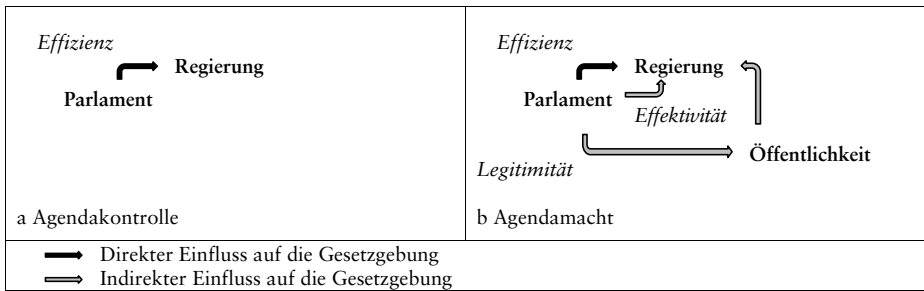 Effizienz
Regierung
Parlament
a Agendakontrolle
Effizienz
Regierung
Parlament
Effektivität
Öffentlichkeit
Legitimität
b Agendamacht
Direkter Einfluss auf die Gesetzgebung
Indirekter Einfluss auf die Gesetzgebung